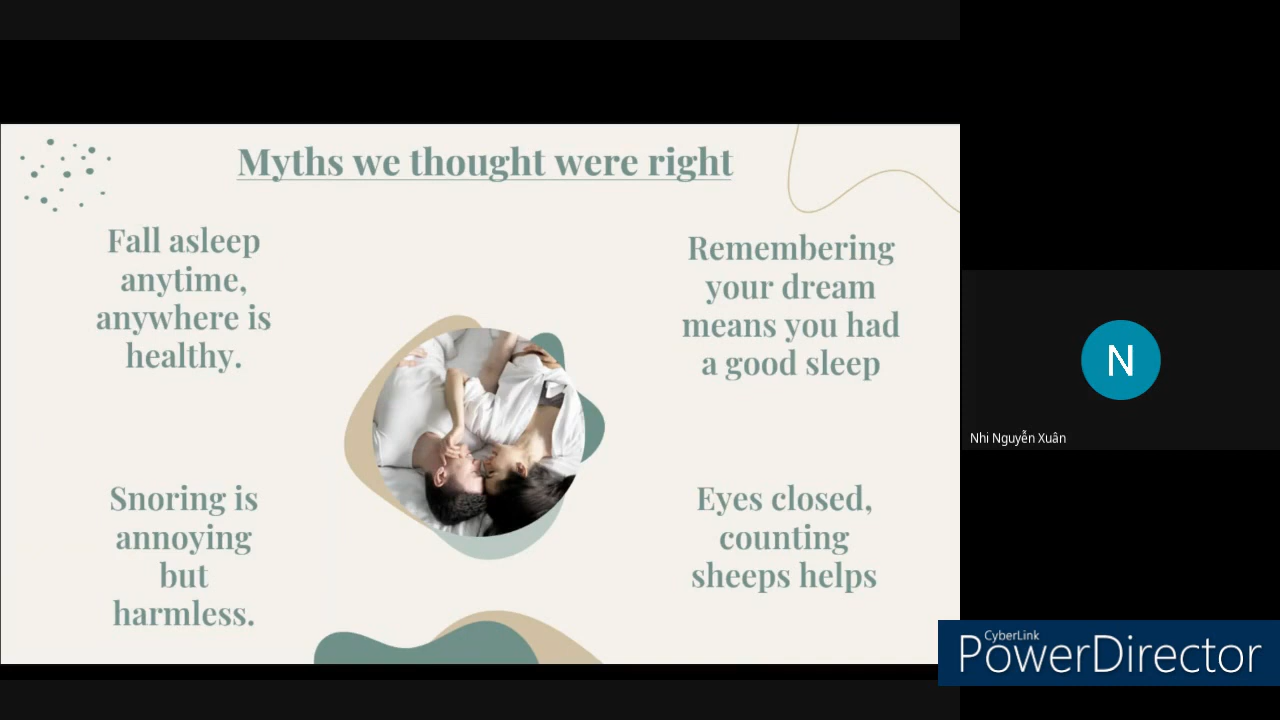 Myths we thought were right
Fall asleep
anytime,
anywhere is
healthy.
Remembering
your dream
means you had
a good sleep
Snoring is
annoying
but
harmless.
Eyes closed,
counting
sheeps helps
N
Nhi Nguyễn Xuân
CyberLink
PowerDirector